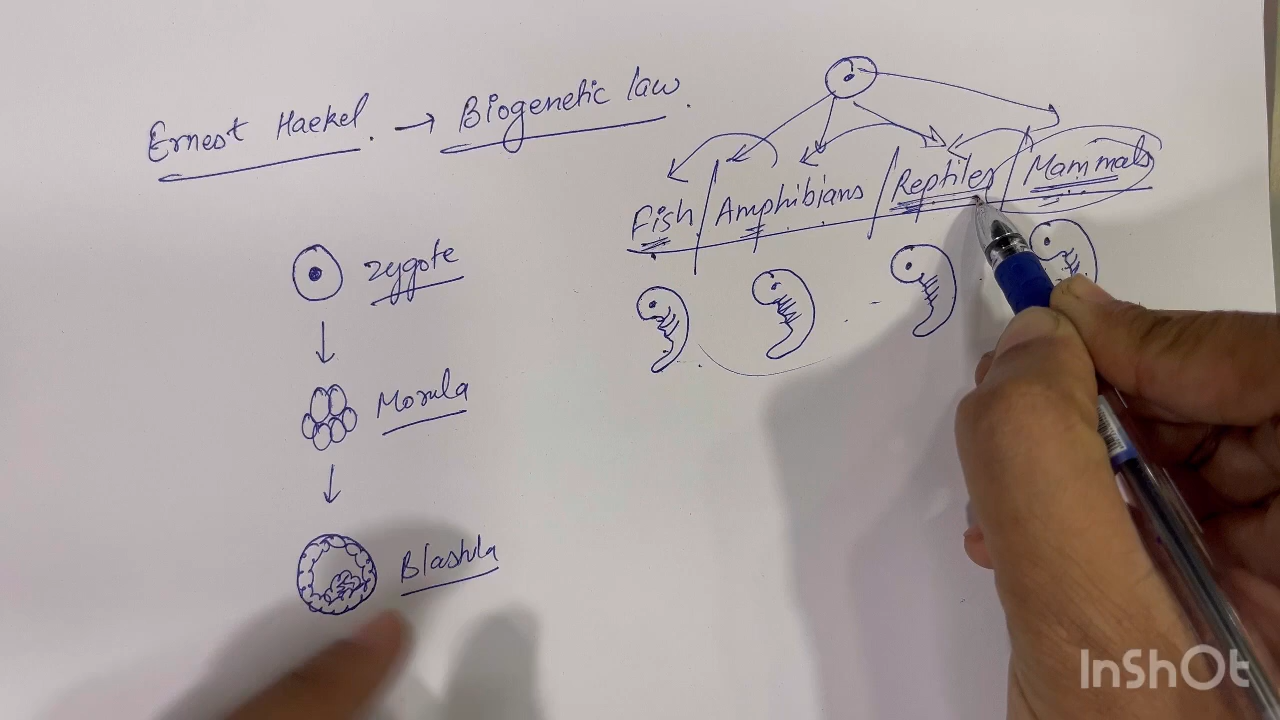 Ernest Haekel. → Biogenetic law.
Fish / Amphibians / Reptiles / Mammals
Zygote
Morula
Blastula
InShOt